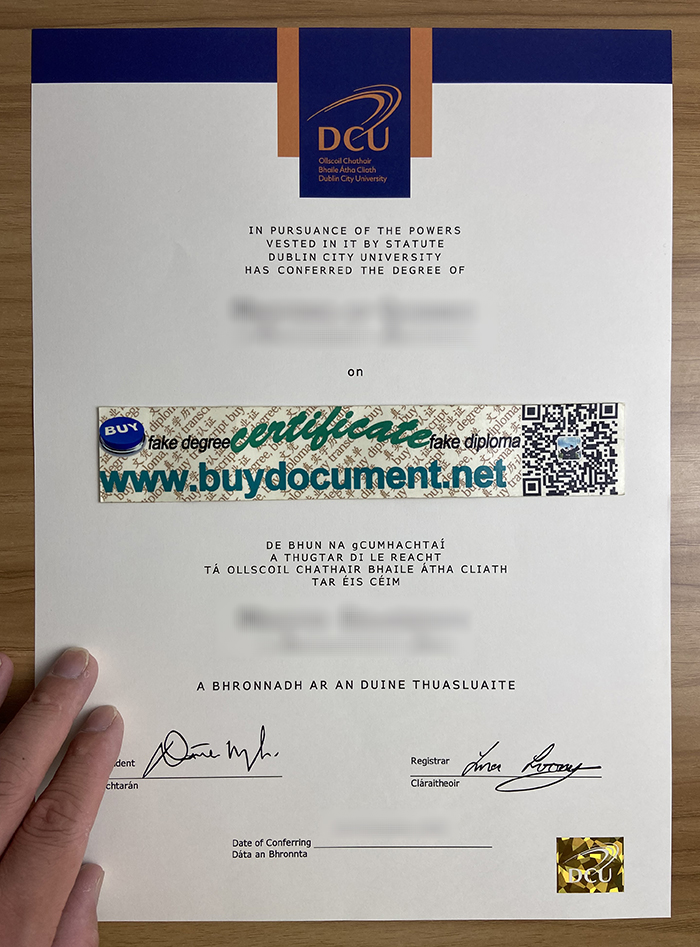 DCU
Ollscoil Chathair
Bhaile Átha Cliath
Dublin City University
IN PURSUANCE OF THE POWERS
VESTED IN IT BY STATUTE
DUBLIN CITY UNIVERSITY
HAS CONFERRED THE DEGREE OF
on
BUY fake degree certificate fake diploma
www.buydocument.net
DE BHUN NA gCUMHACHTAÍ
A THUGTAR DI LE REACHT
TÁ OLLSCOIL CHATHAIR BHAILE ÁTHA CLIATH
TAR ÉIS CÉIM
A BHRONNADH AR AN DUINE THUASLUAITE
dent
Registrar
chtarán
Cláraitheoir
Date of Conferring
Dáta an Bhronnta
DCU